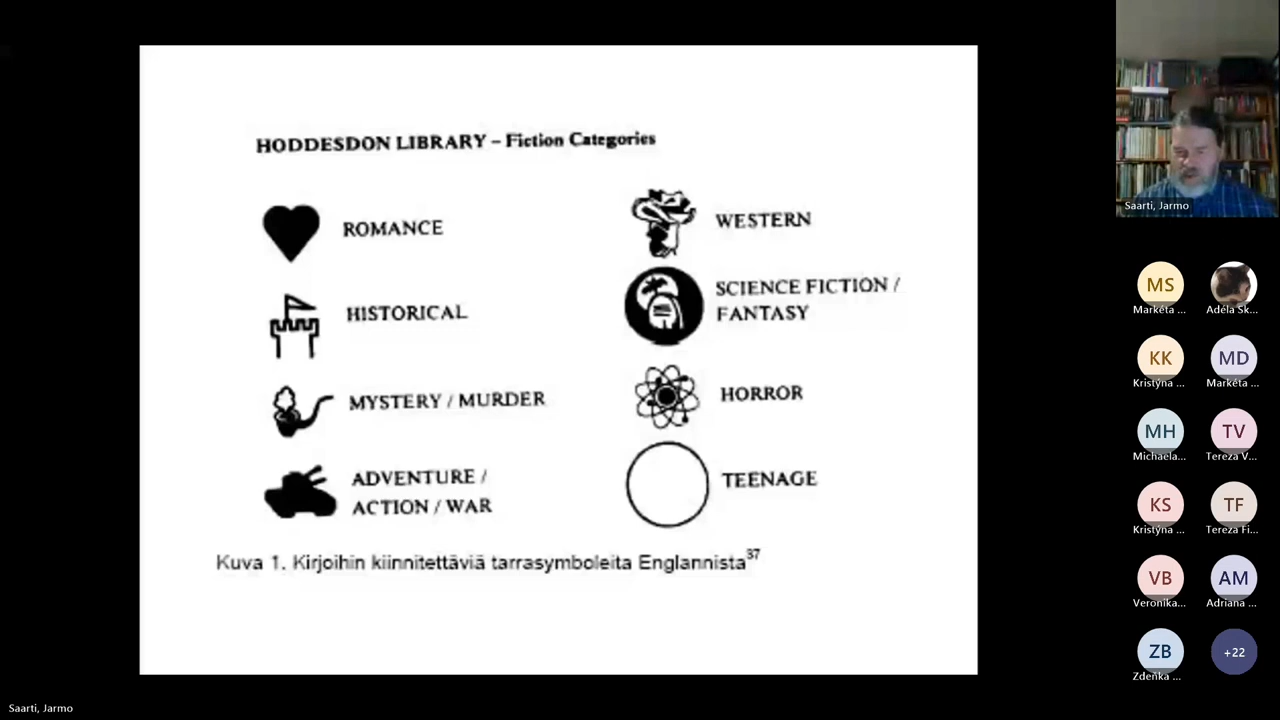 HODDESDON LIBRARY – Fiction Categories
ROMANCE
HISTORICAL
MYSTERY / MURDER
ADVENTURE /
ACTION / WAR
WESTERN
SCIENCE FICTION /
FANTASY
HORROR
TEENAGE
Kuva 1. Kirjoihin kiinnitettäviä tarrasymboleita Englannista37
Saarti, Jarmo
MS
Markéta ...
Adéla Sk...
KK
Kristýna ...
MD
Markéta ...
MH
Michaela...
TV
Tereza V...
KS
Kristýna ...
TF
Tereza Fi...
VB
Veronika...
AM
Adriana ...
ZB
Zdeňka ...
+22
Saarti, Jarmo